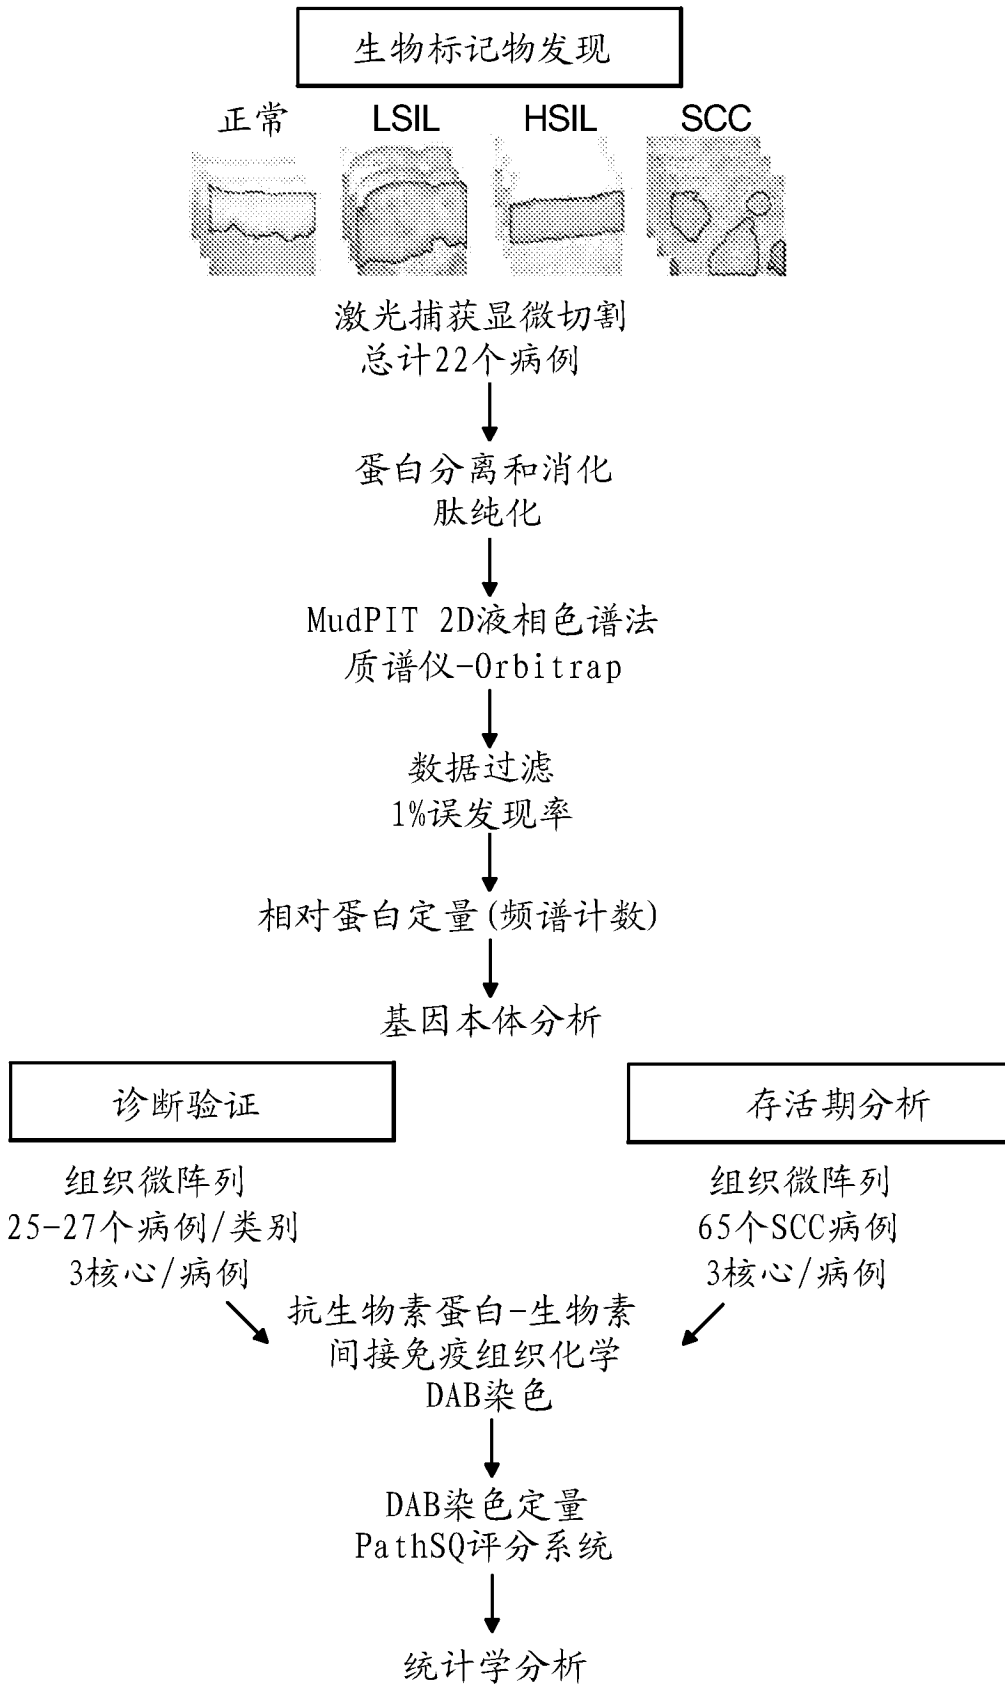 生物标记物发现
正常 LSIL HSIL SCC
激光捕获显微切割
总计22个病例
蛋白分离和消化
肽纯化
MudPIT 2D液相色谱法
质谱仪-Orbitrap
数据过滤
1%误发现率
相对蛋白定量(频谱计数)
基因本体分析
诊断验证
组织微阵列
25-27个病例/类别
3核心/病例
存活期分析
组织微阵列
65个SCC病例
3核心/病例
抗生物素蛋白-生物素
间接免疫组织化学
DAB染色
DAB染色定量
PathSQ评分系统
统计学分析